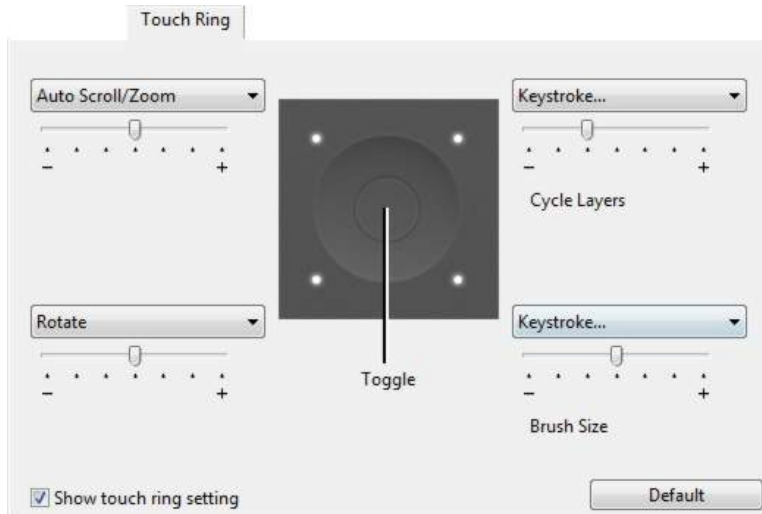 Touch Ring
Auto Scroll/Zoom
Keystroke...
– +
– +
Cycle Layers
Rotate
Keystroke...
Toggle
– +
– +
Brush Size
Show touch ring setting
Default